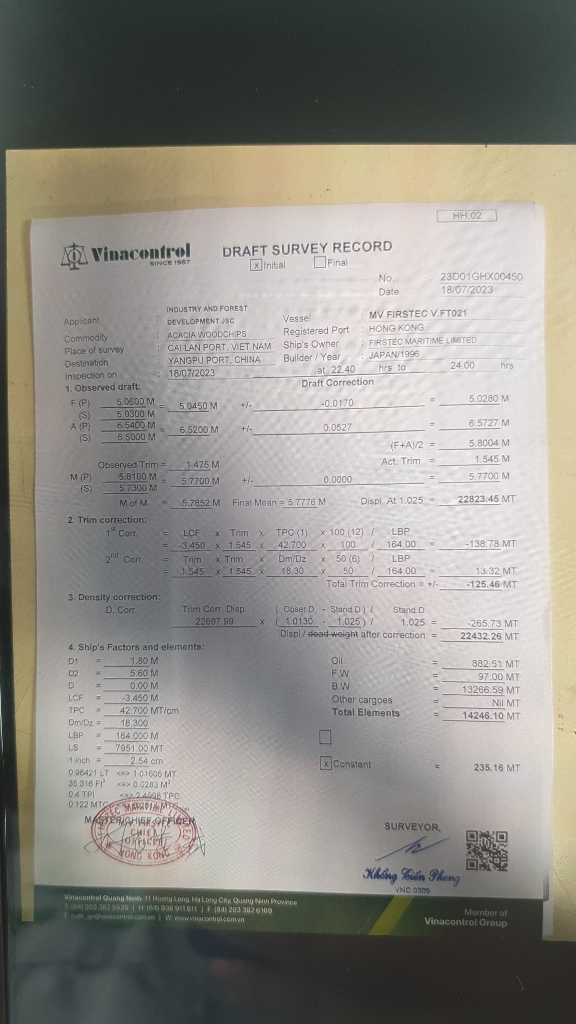 HH.02
Vinacontrol
SINCE 1957
DRAFT SURVEY RECORD
x Initial Final
No. : 23D01GHX00450
Date : 18/07/2023
Applicant : INDUSTRY AND FOREST DEVELOPMENT JSC
Vessel : MV FIRSTEC V.FT021
Commodity : ACACIA WOODCHIPS
Registered Port : HONG KONG
Place of survey : CAI LAN PORT, VIET NAM
Ship's Owner : FIRSTEC MARITIME LIMITED
Destination : YANGPU PORT, CHINA
Builder / Year : JAPAN/1996
Inspection on : 18/07/2023 at 22.40 hrs to 24.00 hrs
1. Observed draft: Draft Correction
F (P) 5.0600 M = 5.0450 M +/- -0.0170 = 5.0280 M
(S) 5.0300 M
A (P) 6.5400 M = 6.5200 M +/- 0.0527 = 6.5727 M
(S) 6.5000 M
(F+A)/2 = 5.8004 M
Observed Trim = 1.475 M Act. Trim = 1.545 M
M (P) 5.8100 M = 5.7700 M +/- 0.0000 = 5.7700 M
(S) 5.7300 M
M of M = 5.7852 M Final Mean = 5.7776 M Displ. At 1.025 = 22823.45 MT
2. Trim correction:
1st Corr. = LCF x Trim x TPC (1) x 100 (12) / LBP
= -3.450 x 1.545 x 42.700 x 100 / 164.00 = -138.78 MT
2nd Corr. = Trim x Trim x Dm/Dz x 50 (6) / LBP
= 1.545 x 1.545 x 18.30 x 50 / 164.00 = 13.32 MT
Total Trim Correction = +/- -125.46 MT
3. Density correction:
D. Corr. Trim Corr. Disp. ( Obser.D - Stand.D ) / Stand.D
22697.99 x ( 1.0130 - 1.025 ) / 1.025 = -265.73 MT
Displ / dead weight after correction = 22432.26 MT
4. Ship's Factors and elements:
D1 = 1.80 M
D2 = 5.60 M
D = 0.00 M
LCF = -3.450 M
TPC = 42.700 MT/cm
Dm/Dz = 18.300
LBP = 164.000 M
LS = 7951.00 MT
1 inch = 2.54 cm
0.98421 LT <=> 1.01605 MT
35.316 Ft³ <=> 0.0283 M³
0.4 TPI <=> 2.4998 TPC
0.122 MTC
Oil = 882.51 MT
F.W = 97.00 MT
B.W = 13266.59 MT
Other cargoes = Nil MT
Total Elements = 14246.10 MT
x Constant = 235.16 MT
MASTER/CHIEF OFFICER
CHIEF
OFFICER
HONG KONG
SURVEYOR,
Khổng Tiến Phong
VNC 0309
Vinacontrol Quang Ninh: 11 Hoang Long, Ha Long City, Quang Ninh Province
W: www.vinacontrol.com.vn
Member of
Vinacontrol Group